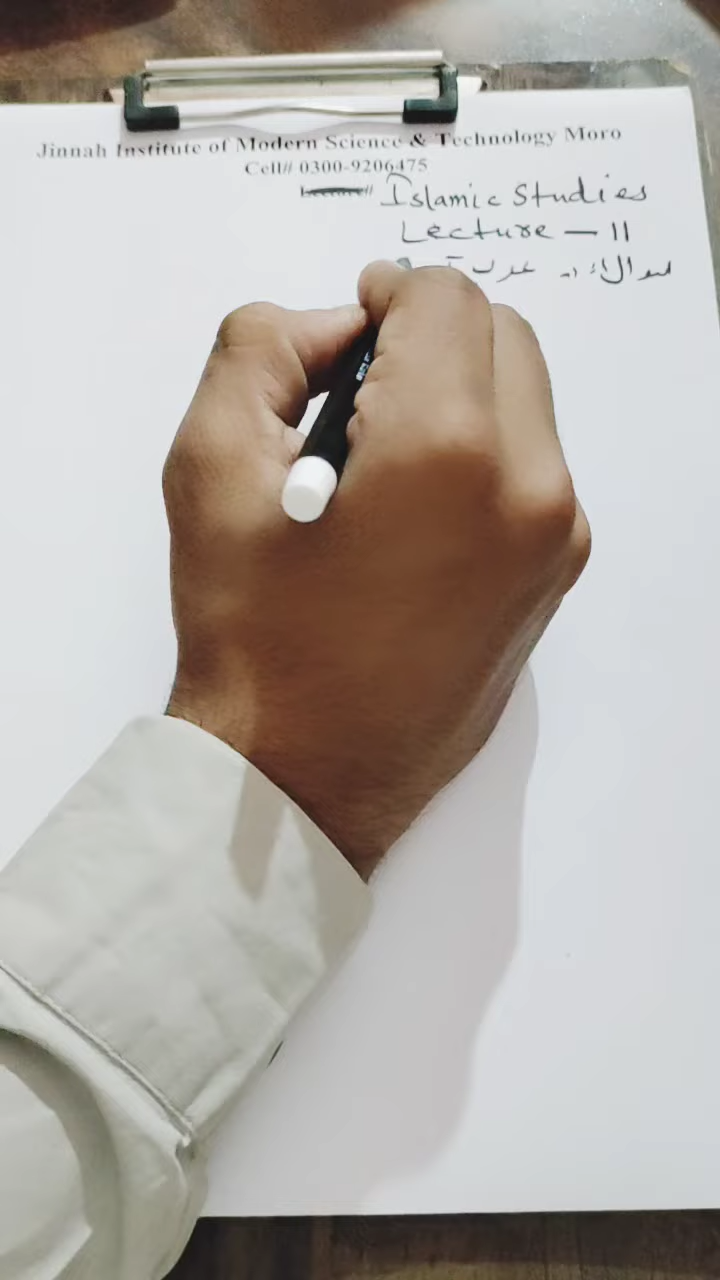 Jinnah Institute of Modern Science & Technology Moro
Cell# 0300-9206475
Islamic Studies
Lecture - 11